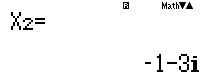 R Math▼▲
X₂=
-1-3i